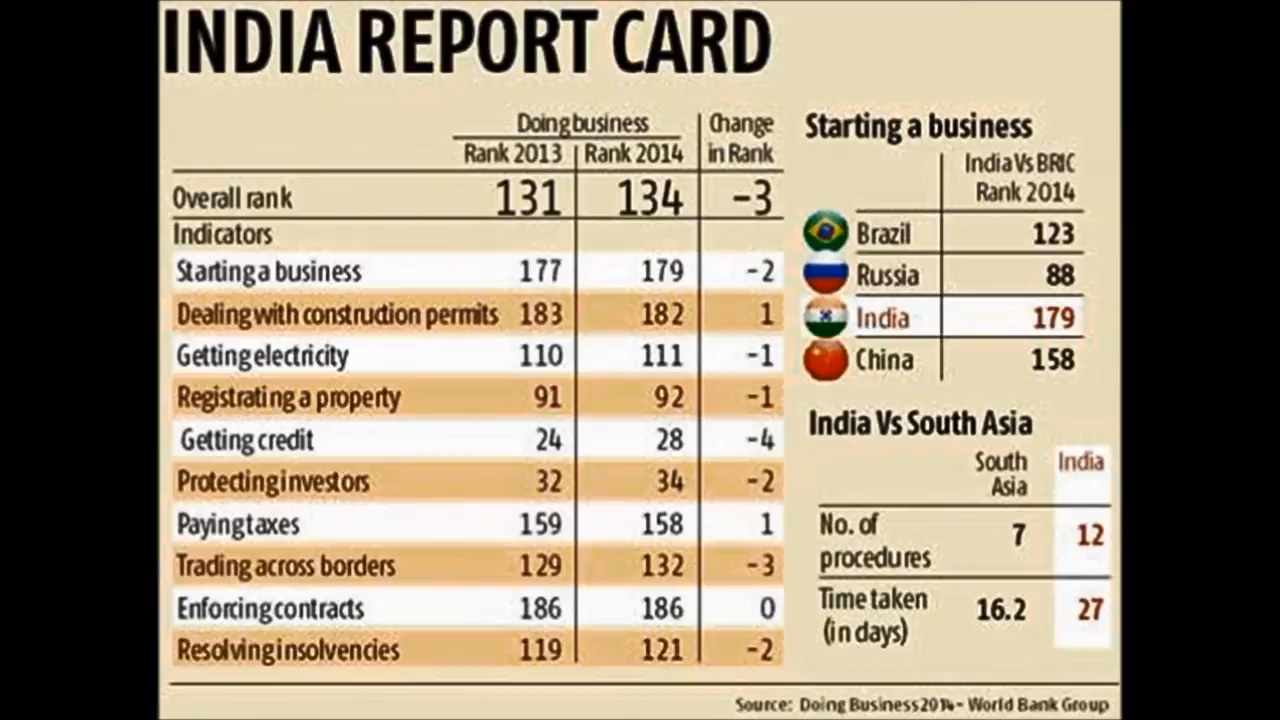 INDIA REPORT CARD
Doing business Change
Rank 2013 Rank 2014 in Rank
Overall rank 131 134 -3
Indicators
Starting a business 177 179 -2
Dealing with construction permits 183 182 1
Getting electricity 110 111 -1
Registrating a property 91 92 -1
Getting credit 24 28 -4
Protecting investors 32 34 -2
Paying taxes 159 158 1
Trading across borders 129 132 -3
Enforcing contracts 186 186 0
Resolving insolvencies 119 121 -2
Starting a business
India Vs BRIC
Rank 2014
Brazil 123
Russia 88
India 179
China 158
India Vs South Asia
South India
Asia
No. of 7 12
procedures
Time taken 16.2 27
(in days)
Source: Doing Business 2014 - World Bank Group